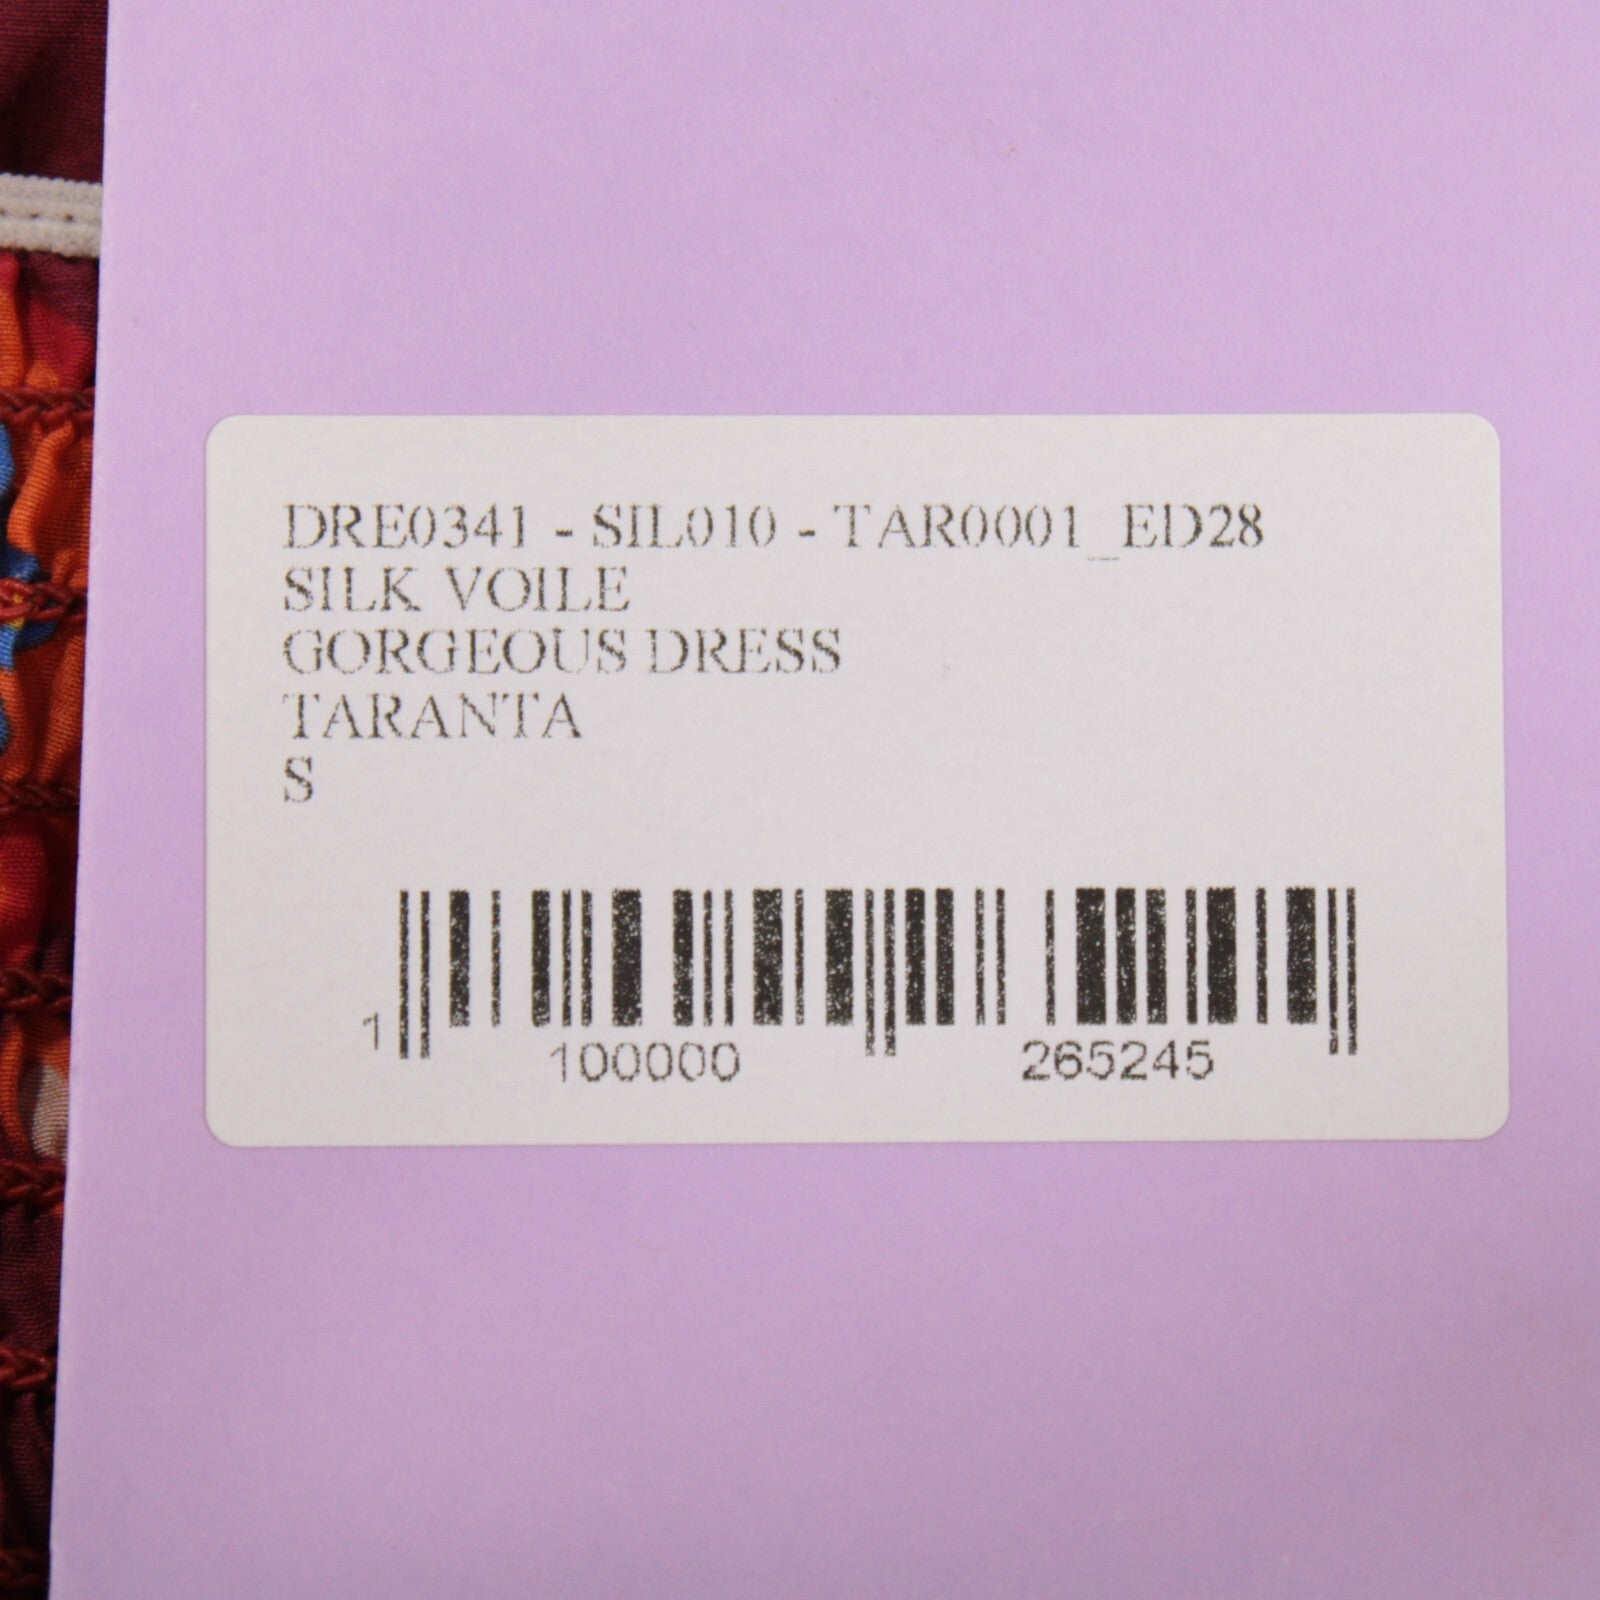 DRE0341 - SIL010 - TAR0001_ED28
SILK VOILE
GORGEOUS DRESS
TARANTA
S
1 100000 265245